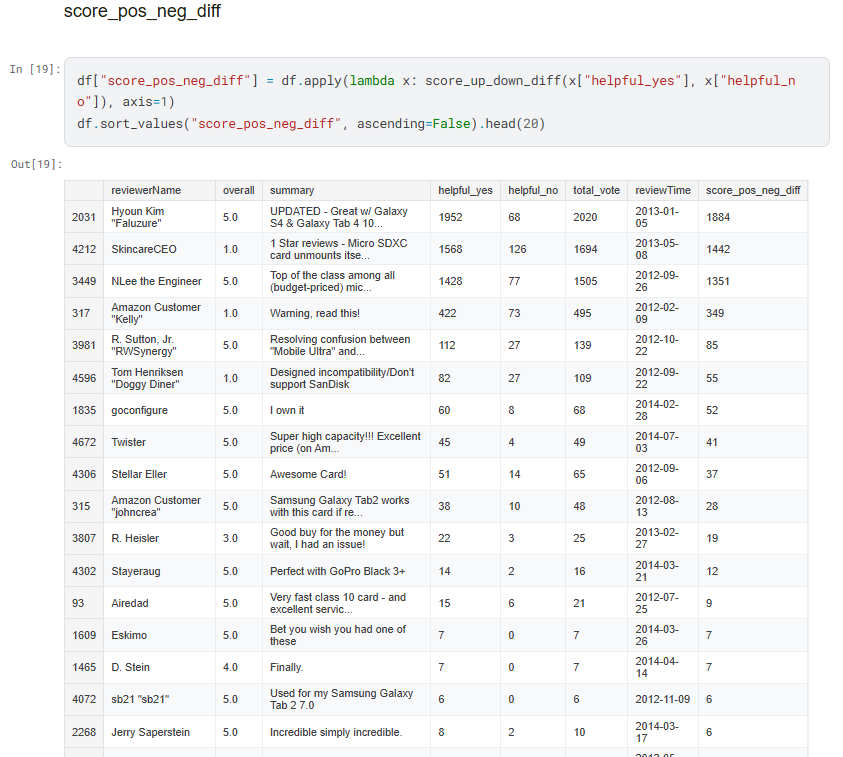 score_pos_neg_diff
In [19]:
df["score_pos_neg_diff"] = df.apply(lambda x: score_up_down_diff(x["helpful_yes"], x["helpful_n
o"]), axis=1)
df.sort_values("score_pos_neg_diff", ascending=False).head(20)
Out[19]:
reviewerName overall summary helpful_yes helpful_no total_vote reviewTime score_pos_neg_diff
2031 Hyoun Kim "Faluzure" 5.0 UPDATED - Great w/ Galaxy S4 & Galaxy Tab 4 10... 1952 68 2020 2013-01-05 1884
4212 SkincareCEO 1.0 1 Star reviews - Micro SDXC card unmounts itse... 1568 126 1694 2013-05-08 1442
3449 NLee the Engineer 5.0 Top of the class among all (budget-priced) mic... 1428 77 1505 2012-09-26 1351
317 Amazon Customer "Kelly" 1.0 Warning, read this! 422 73 495 2012-02-09 349
3981 R. Sutton, Jr. "RWSynergy" 5.0 Resolving confusion between "Mobile Ultra" and... 112 27 139 2012-10-22 85
4596 Tom Henriksen "Doggy Diner" 1.0 Designed incompatibility/Don't support SanDisk 82 27 109 2012-09-22 55
1835 goconfigure 5.0 I own it 60 8 68 2014-02-28 52
4672 Twister 5.0 Super high capacity!!! Excellent price (on Am... 45 4 49 2014-07-03 41
4306 Stellar Eller 5.0 Awesome Card! 51 14 65 2012-09-06 37
315 Amazon Customer "johncrea" 5.0 Samsung Galaxy Tab2 works with this card if re... 38 10 48 2012-08-13 28
3807 R. Heisler 3.0 Good buy for the money but wait, I had an issue! 22 3 25 2013-02-27 19
4302 Stayeraug 5.0 Perfect with GoPro Black 3+ 14 2 16 2014-03-21 12
93 Airedad 5.0 Very fast class 10 card - and excellent servic... 15 6 21 2012-07-25 9
1609 Eskimo 5.0 Bet you wish you had one of these 7 0 7 2014-03-26 7
1465 D. Stein 4.0 Finally. 7 0 7 2014-04-14 7
4072 sb21 "sb21" 5.0 Used for my Samsung Galaxy Tab 2 7.0 6 0 6 2012-11-09 6
2268 Jerry Saperstein 5.0 Incredible simply incredible. 8 2 10 2014-03-17 6